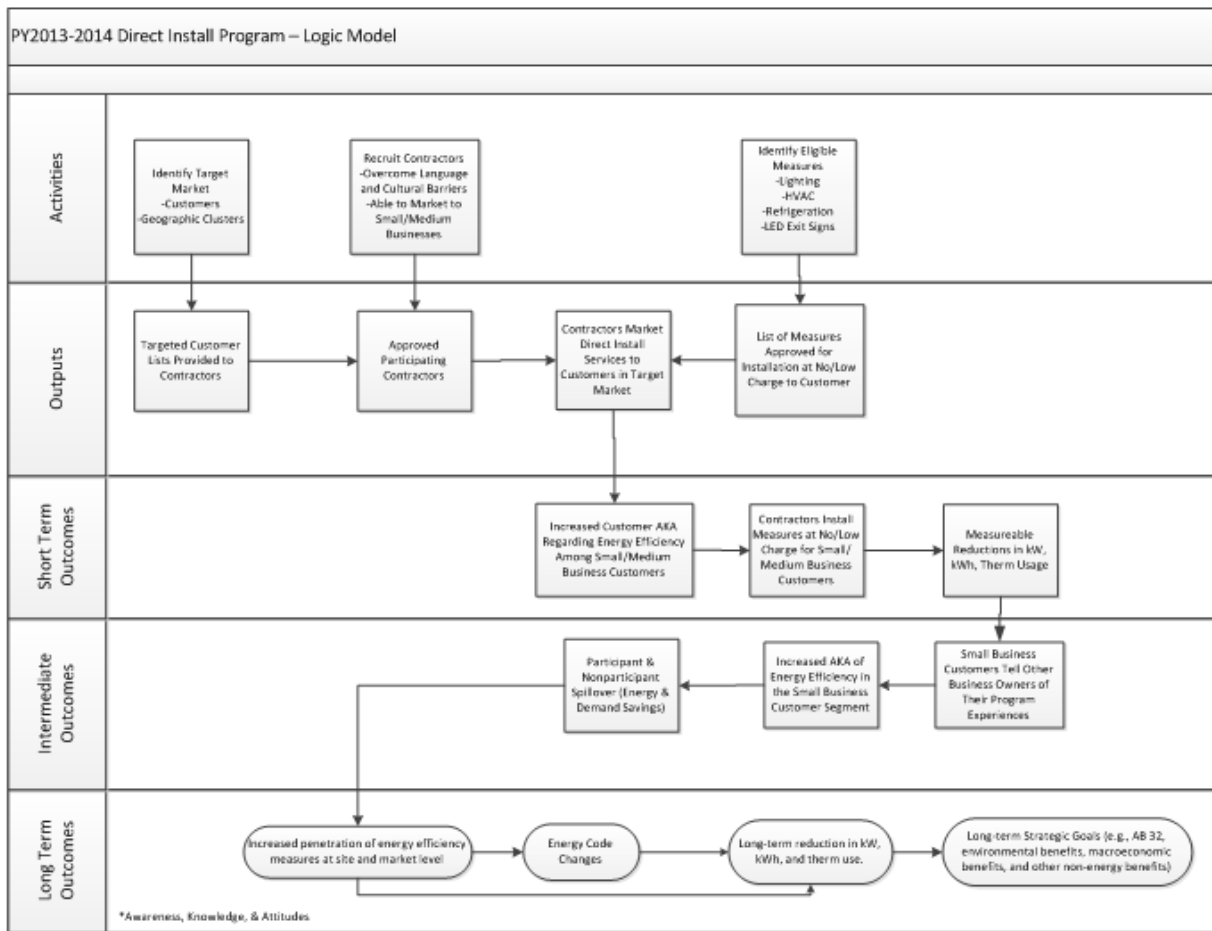 PY2013-2014 Direct Install Program – Logic Model
Activities
Identify Target
Market
-Customers
-Geographic Clusters
Recruit Contractors
-Overcome Language
and Cultural Barriers
-Able to Market to
Small/Medium
Businesses
Identify Eligible
Measures
-Lighting
-HVAC
-Refrigeration
-LED Exit Signs
Outputs
Targeted Customer
Lists Provided to
Contractors
Approved
Participating
Contractors
Contractors Market
Direct Install
Services to
Customers in Target
Market
List of Measures
Approved for
Installation at No/Low
Charge to Customer
Short Term
Outcomes
Increased Customer AKA
Regarding Energy Efficiency
Among Small/Medium
Business Customers
Contractors Install
Measures at No/Low
Charge for Small/
Medium Business
Customers
Measureable
Reductions in kW,
kWh, Therm Usage
Intermediate
Outcomes
Participant &
Nonparticipant
Spillover (Energy &
Demand Savings)
Increased AKA of
Energy Efficiency in
the Small Business
Customer Segment
Small Business
Customers Tell Other
Business Owners of
Their Program
Experiences
Long Term
Outcomes
Increased penetration of energy efficiency
measures at site and market level
Energy Code
Changes
Long-term reduction in kW,
kWh, and therm use.
Long-term Strategic Goals (e.g., AB 32,
environmental benefits, macroeconomic
benefits, and other non-energy benefits)
*Awareness, Knowledge, & Attitudes